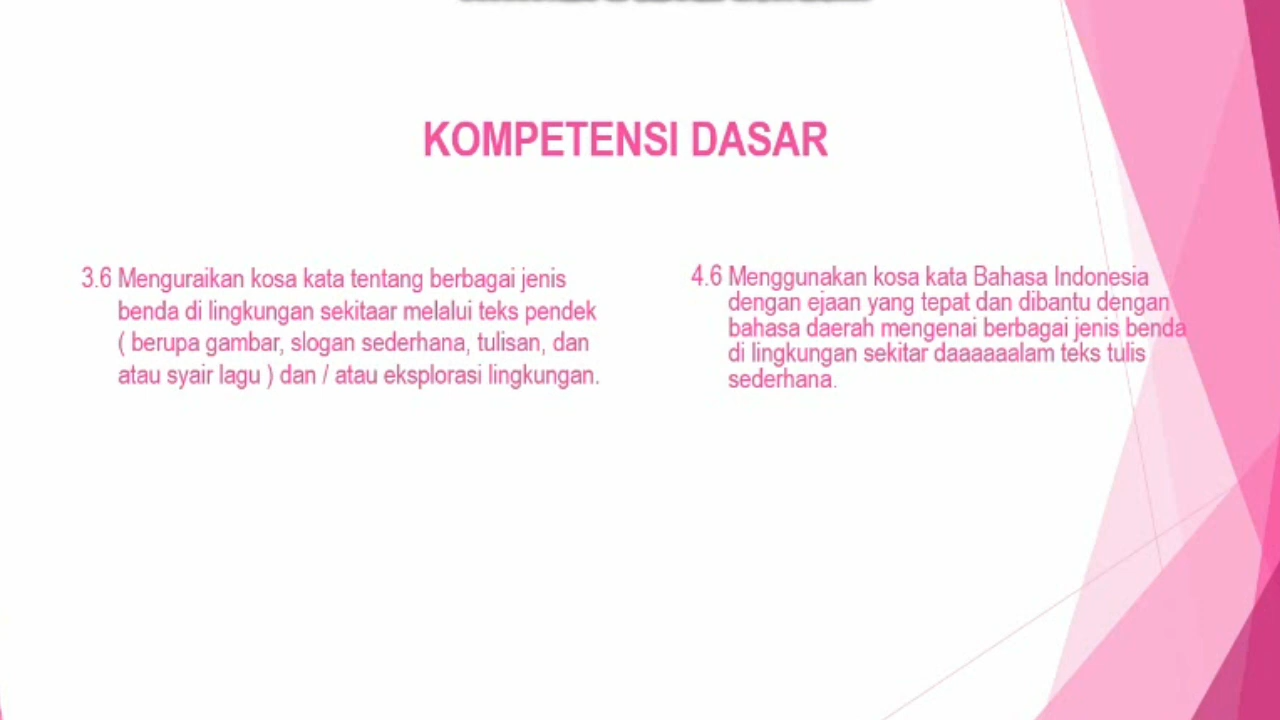 KOMPETENSI DASAR
3.6 Menguraikan kosa kata tentang berbagai jenis
benda di lingkungan sekitaar melalui teks pendek
( berupa gambar, slogan sederhana, tulisan, dan
atau syair lagu ) dan / atau eksplorasi lingkungan.
4.6 Menggunakan kosa kata Bahasa Indonesia
dengan ejaan yang tepat dan dibantu dengan
bahasa daerah mengenai berbagai jenis benda
di lingkungan sekitar daaaaaalam teks tulis
sederhana.